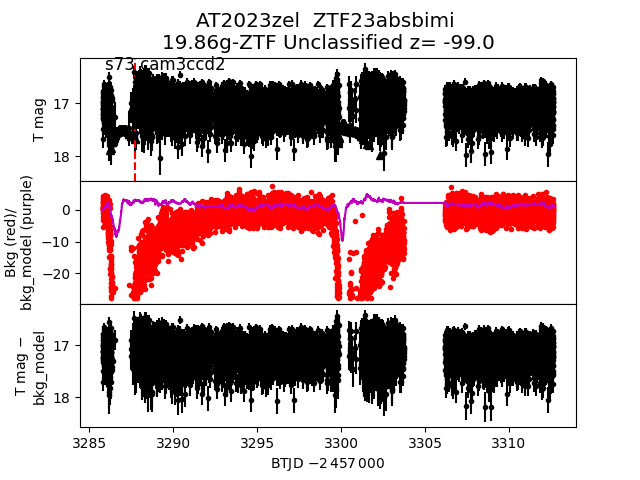 AT2023zel  ZTF23absbimi
19.86g-ZTF Unclassified z= -99.0
s73 cam3ccd2
T mag
17
18
Bkg (red)/
bkg_model (purple)
0
−10
−20
T mag −
bkg_model
17
18
3285 3290 3295 3300 3305 3310
BTJD −2 457 000